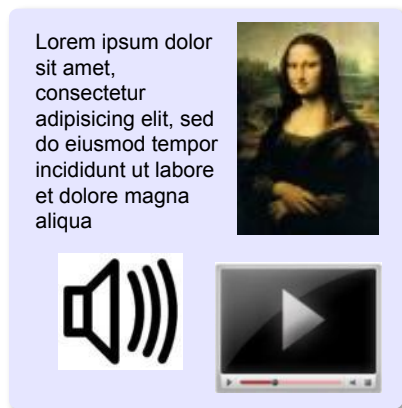 Lorem ipsum dolor
sit amet,
consectetur
adipisicing elit, sed
do eiusmod tempor
incididunt ut labore
et dolore magna
aliqua